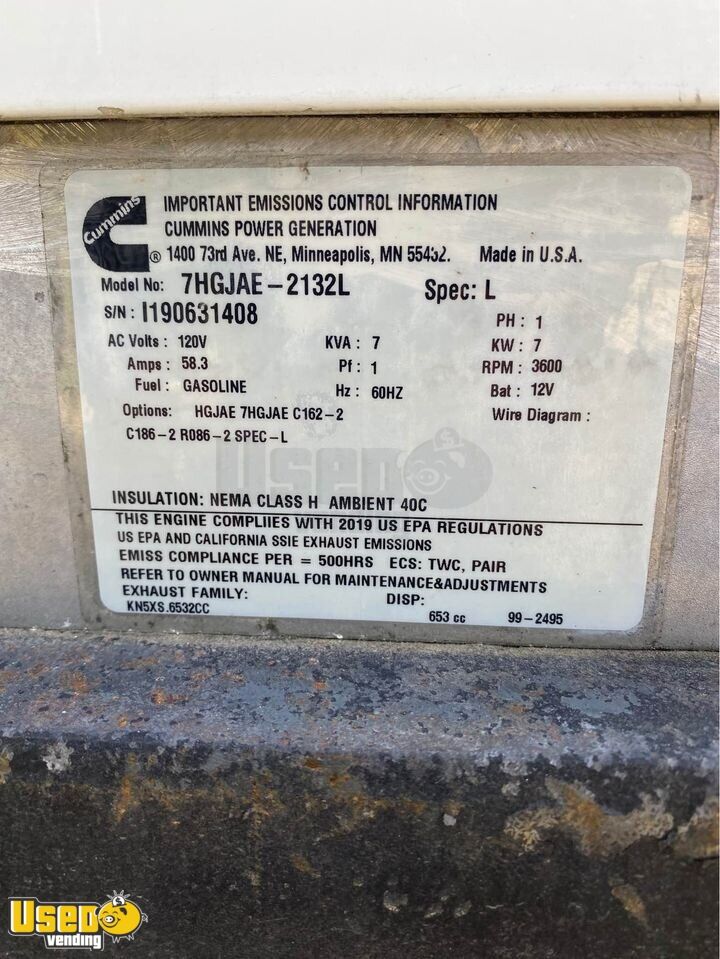 Cummins
IMPORTANT EMISSIONS CONTROL INFORMATION
CUMMINS POWER GENERATION
® 1400 73rd Ave. NE, Minneapolis, MN 55432. Made in U.S.A.
Model No: 7HGJAE-2132L Spec: L
S/N : I190631408 PH : 1
AC Volts : 120V KVA : 7 KW : 7
Amps : 58.3 Pf : 1 RPM : 3600
Fuel : GASOLINE Hz : 60HZ Bat : 12V
Options: HGJAE 7HGJAE C162-2 Wire Diagram :
C186-2 R086-2 SPEC-L
USED
INSULATION: NEMA CLASS H AMBIENT 40C
THIS ENGINE COMPLIIES WITH 2019 US EPA REGULATIONS
US EPA AND CALIFORNIA SSIE EXHAUST EMISSIONS
EMISS COMPLIANCE PER = 500HRS ECS: TWC, PAIR
REFER TO OWNER MANUAL FOR MAINTENANCE&ADJUSTMENTS
EXHAUST FAMILY: DISP:
KN5XS.6532CC 653 cc 99-2495
USED
vending